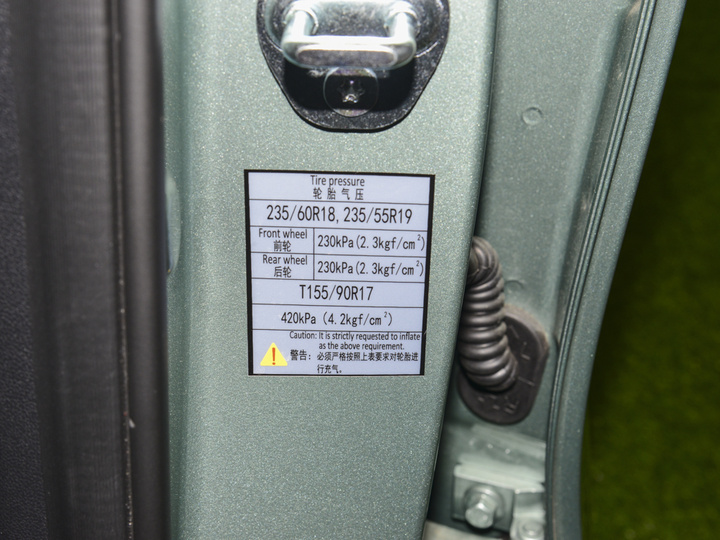 Tire pressure
轮胎气压
235/60R18, 235/55R19
Front wheel 230kPa(2.3kgf/cm²)
前轮
Rear wheel 230kPa(2.3kgf/cm²)
后轮
T155/90R17
420kPa (4.2kgf/cm²)
Caution: It is strictly requested to inflate
as the above requirement.
警告: 必须严格按照上表要求对轮胎进
行充气。